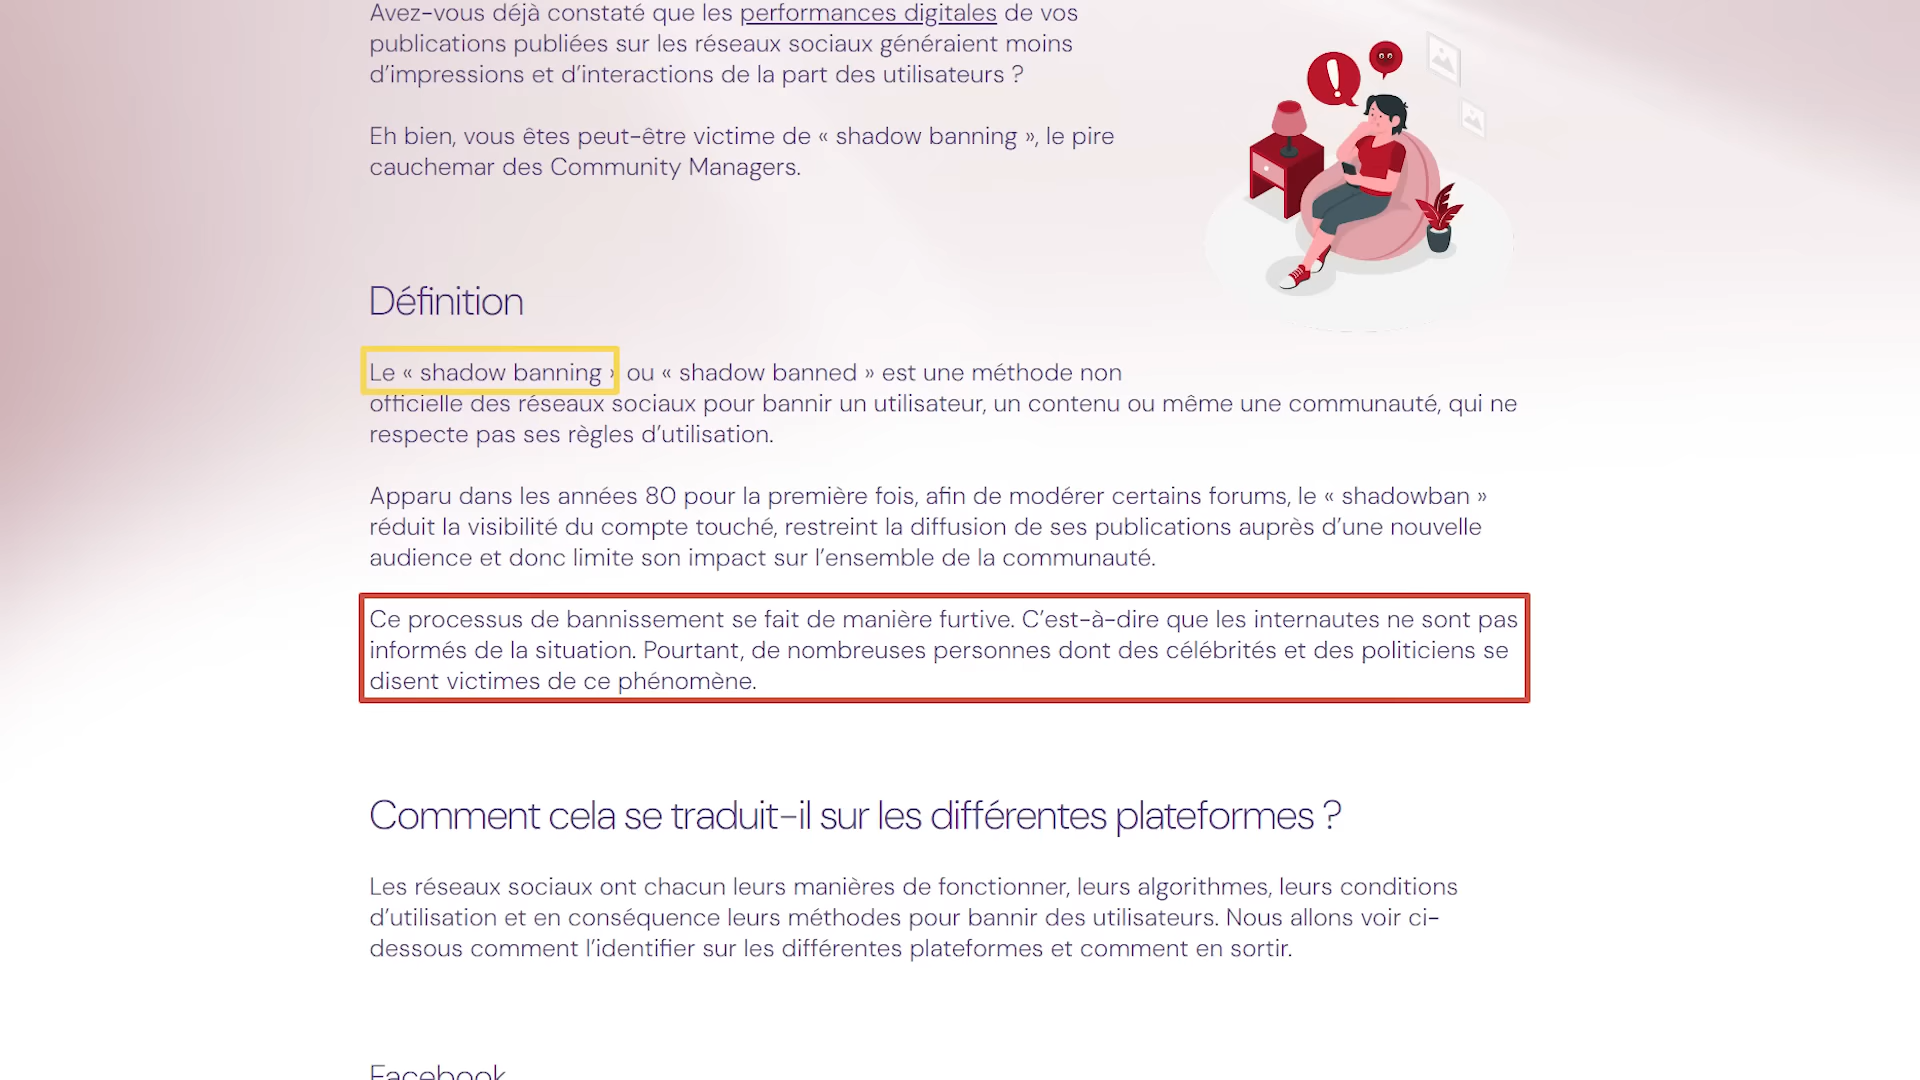 Avez-vous déjà constaté que les performances digitales de vos
publications publiées sur les réseaux sociaux généraient moins
d’impressions et d’interactions de la part des utilisateurs ?
Eh bien, vous êtes peut-être victime de « shadow banning », le pire
cauchemar des Community Managers.
Définition
Le « shadow banning » ou « shadow banned » est une méthode non
officielle des réseaux sociaux pour bannir un utilisateur, un contenu ou même une communauté, qui ne
respecte pas ses règles d’utilisation.
Apparu dans les années 80 pour la première fois, afin de modérer certains forums, le « shadowban »
réduit la visibilité du compte touché, restreint la diffusion de ses publications auprès d’une nouvelle
audience et donc limite son impact sur l’ensemble de la communauté.
Ce processus de bannissement se fait de manière furtive. C’est-à-dire que les internautes ne sont pas
informés de la situation. Pourtant, de nombreuses personnes dont des célébrités et des politiciens se
disent victimes de ce phénomène.
Comment cela se traduit-il sur les différentes plateformes ?
Les réseaux sociaux ont chacun leurs manières de fonctionner, leurs algorithmes, leurs conditions
d’utilisation et en conséquence leurs méthodes pour bannir des utilisateurs. Nous allons voir ci-
dessous comment l’identifier sur les différentes plateformes et comment en sortir.
Facebook